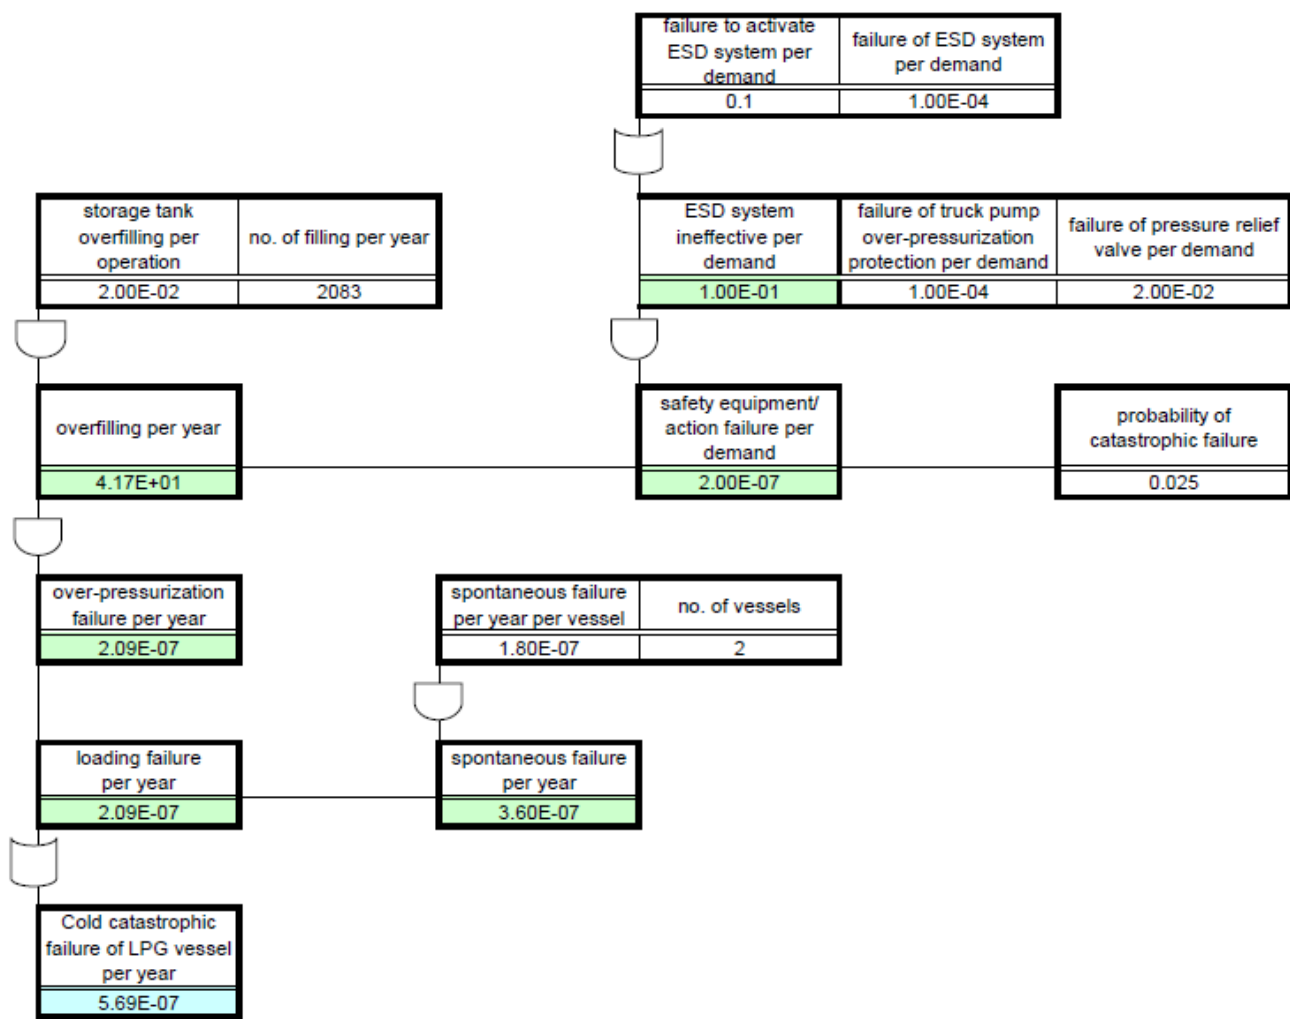 failure to activate
ESD system per
demand
failure of ESD system
per demand
0.1
1.00E-04
storage tank
overfilling per
operation
no. of filling per year
2.00E-02
2083
ESD system
ineffective per
demand
failure of truck pump
over-pressurization
protection per demand
failure of pressure relief
valve per demand
1.00E-01
1.00E-04
2.00E-02
overfilling per year
4.17E+01
safety equipment/
action failure per
demand
2.00E-07
probability of
catastrophic failure
0.025
over-pressurization
failure per year
2.09E-07
spontaneous failure
per year per vessel
no. of vessels
1.80E-07
2
loading failure
per year
2.09E-07
spontaneous failure
per year
3.60E-07
Cold catastrophic
failure of LPG vessel
per year
5.69E-07